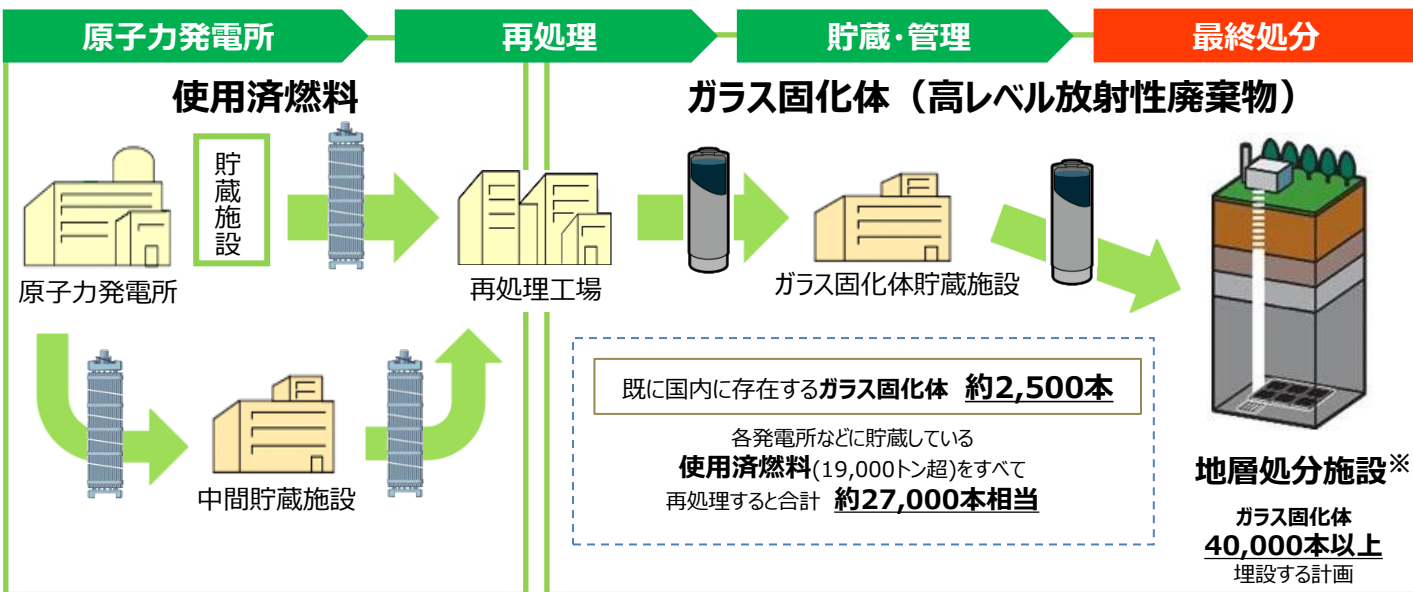 原子力発電所
再処理
貯蔵・管理
最終処分
使用済燃料
ガラス固化体（高レベル放射性廃棄物）
貯蔵施設
原子力発電所
再処理工場
ガラス固化体貯蔵施設
中間貯蔵施設
既に国内に存在するガラス固化体 約2,500本
各発電所などに貯蔵している
使用済燃料(19,000トン超)をすべて
再処理すると合計 約27,000本相当
地層処分施設※
ガラス固化体
40,000本以上
埋設する計画